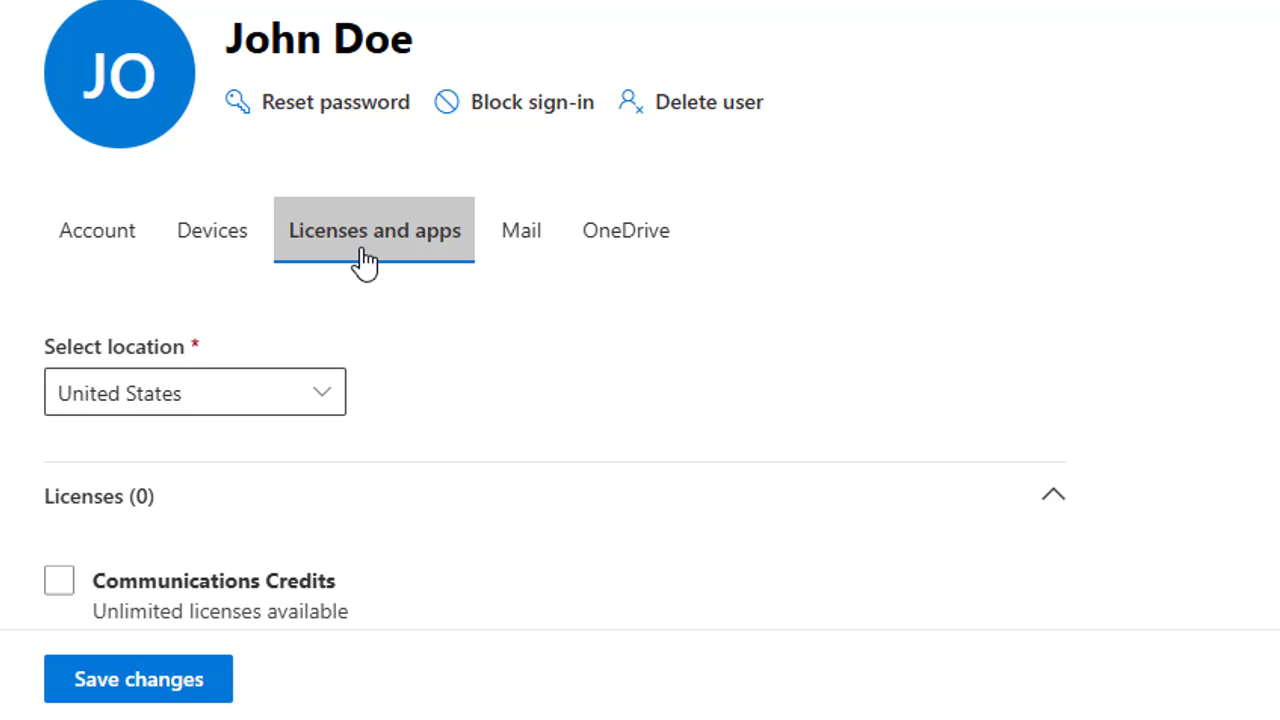 JO
John Doe
Reset password Block sign-in Delete user
Account Devices Licenses and apps Mail OneDrive
Select location *
United States
Licenses (0)
Communications Credits
Unlimited licenses available
Save changes